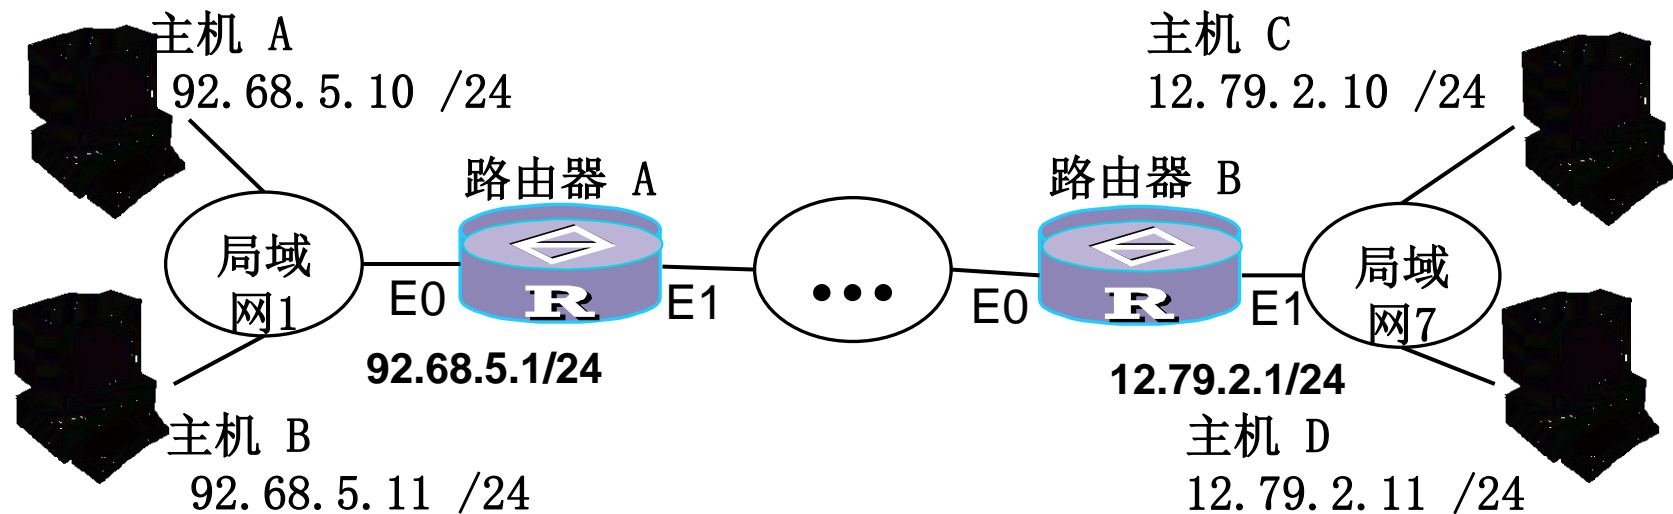 主机 A
92.68.5.10 /24
主机 C
12.79.2.10 /24
路由器 A
路由器 B
局域
网1
E0
R
E1
•••
E0
R
E1
局域
网7
92.68.5.1/24
12.79.2.1/24
主机 B
92.68.5.11 /24
主机 D
12.79.2.11 /24